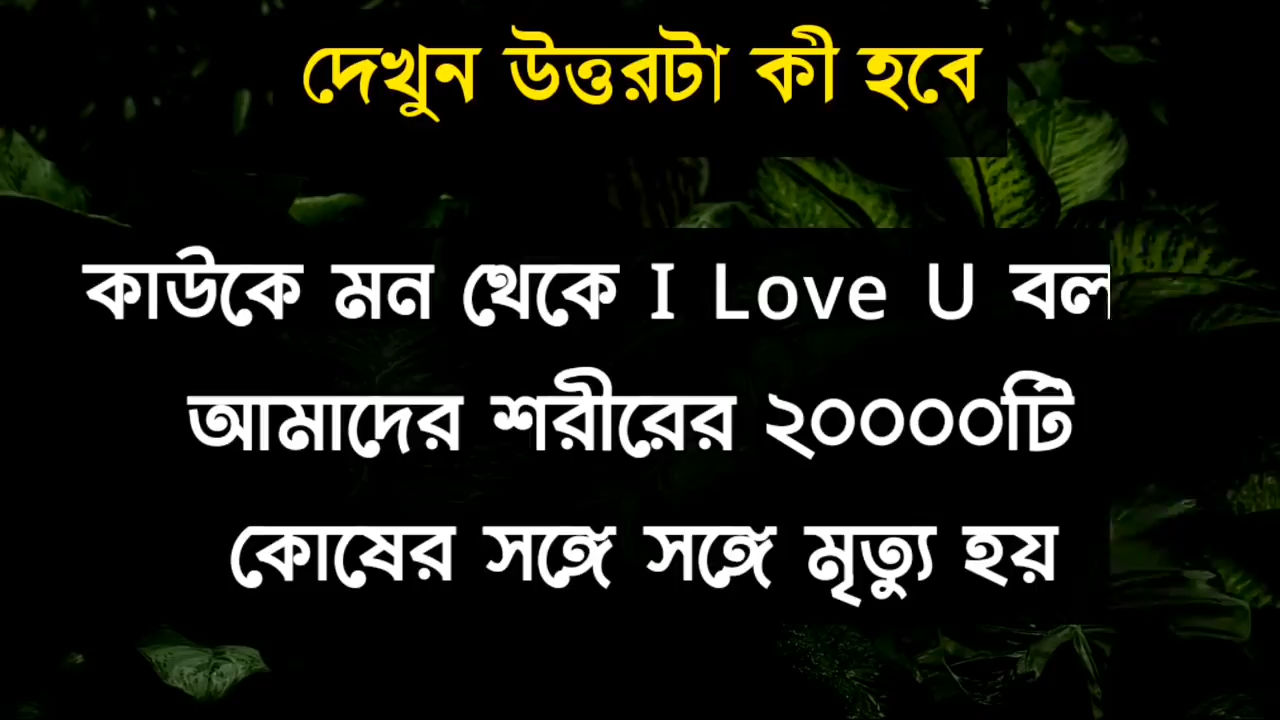 দেখুন উত্তরটা কী হবে
কাউকে মন থেকে I Love U বল
আমাদের শরীরের ২০০০০টি
কোষের সঙ্গে সঙ্গে মৃত্যু হয়